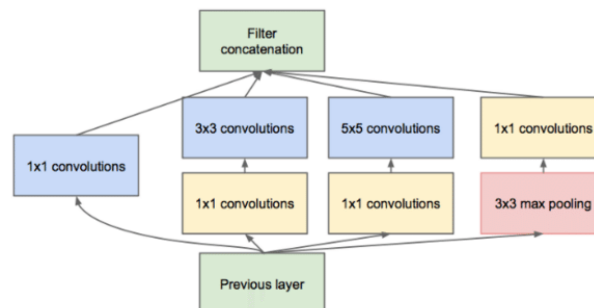 Filter
concatenation
3x3 convolutions
5x5 convolutions
1x1 convolutions
1x1 convolutions
1x1 convolutions
1x1 convolutions
3x3 max pooling
Previous layer